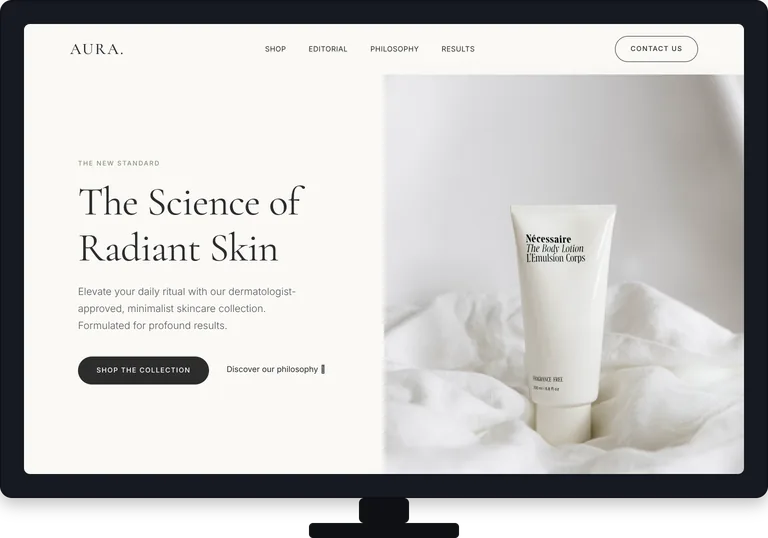 AURA.
SHOP EDITORIAL PHILOSOPHY RESULTS
CONTACT US
THE NEW STANDARD
The Science of
Radiant Skin
Elevate your daily ritual with our dermatologist-
approved, minimalist skincare collection.
Formulated for profound results.
SHOP THE COLLECTION
Discover our philosophy
Nécessaire
The Body Lotion
L'Emulsion Corps
FRAGRANCE-FREE